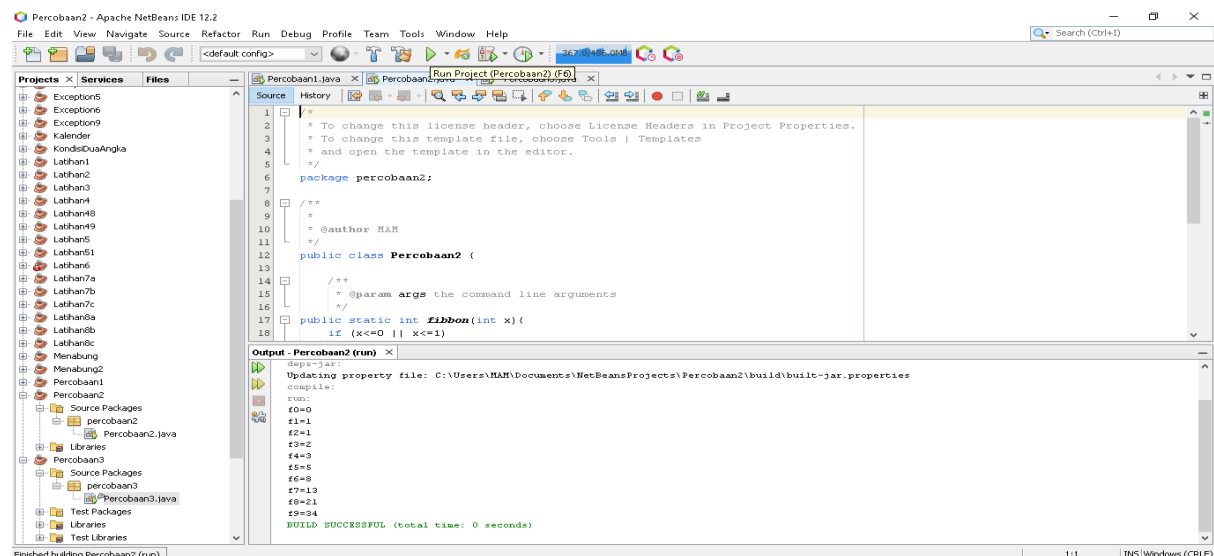 Percobaan2 - Apache NetBeans IDE 12.2
File Edit View Navigate Source Refactor Run Debug Profile Team Tools Window Help
Search (Ctrl+I)
<default config>
367.0/486.0MB
Projects Services Files
Percobaan1.java
Run Project (Percobaan2) (F6)
Source History
Exception5
Exception6
Exception9
Kalender
KondisiDuaAngka
Latihan1
Latihan2
Latihan3
Latihan4
Latihan48
Latihan49
Latihan5
Latihan51
Latihan6
Latihan7a
Latihan7b
Latihan7c
Latihan8a
Latihan8b
Latihan8c
Menabung
Menabung2
Percobaan1
Percobaan2
Source Packages
percobaan2
Percobaan2.java
Libraries
Percobaan3
Source Packages
percobaan3
Percobaan3.java
Test Packages
Libraries
Test Libraries
1 /*
2 * To change this license header, choose License Headers in Project Properties.
3 * To change this template file, choose Tools | Templates
4 * and open the template in the editor.
5 */
6 package percobaan2;
7
8 /**
9 *
10 * @author MAM
11 */
12 public class Percobaan2 {
13
14 /**
15 * @param args the command line arguments
16 */
17 public static int fibbon(int x){
18 if (x<=0 || x<=1)
Output - Percobaan2 (run)
deps-jar:
Updating property file: C:\Users\MAM\Documents\NetBeansProjects\Percobaan2\build\built-jar.properties
compile:
run:
f0=0
f1=1
f2=1
f3=2
f4=3
f5=5
f6=8
f7=13
f8=21
f9=34
BUILD SUCCESSFUL (total time: 0 seconds)
Finished building Percobaan2 (run)
1:1 INS Windows (CRLF)